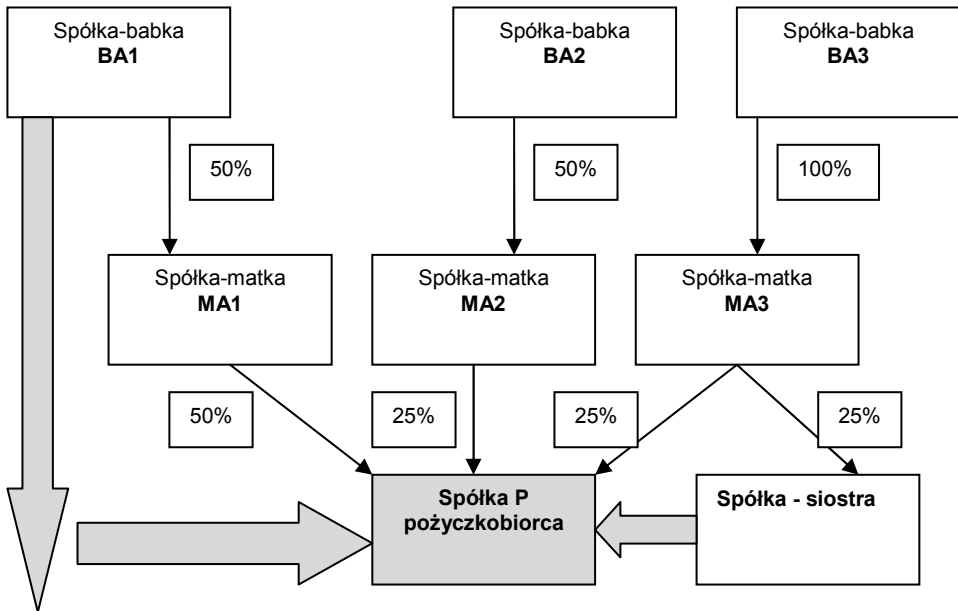 Spółka-babka
BA1
Spółka-babka
BA2
Spółka-babka
BA3
50%
50%
100%
Spółka-matka
MA1
Spółka-matka
MA2
Spółka-matka
MA3
50%
25%
25%
25%
Spółka P
pożyczkobiorca
Spółka - siostra